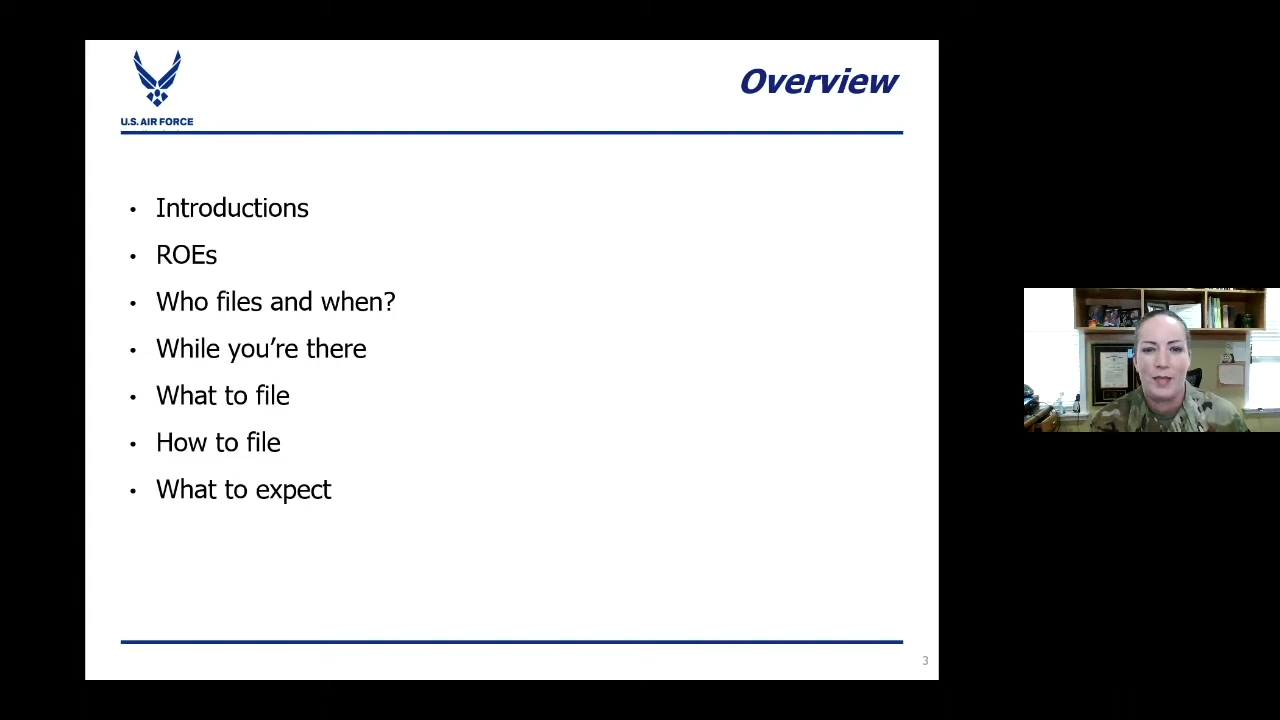 U.S. AIR FORCE
Overview
• Introductions
• ROEs
• Who files and when?
• While you're there
• What to file
• How to file
• What to expect
3